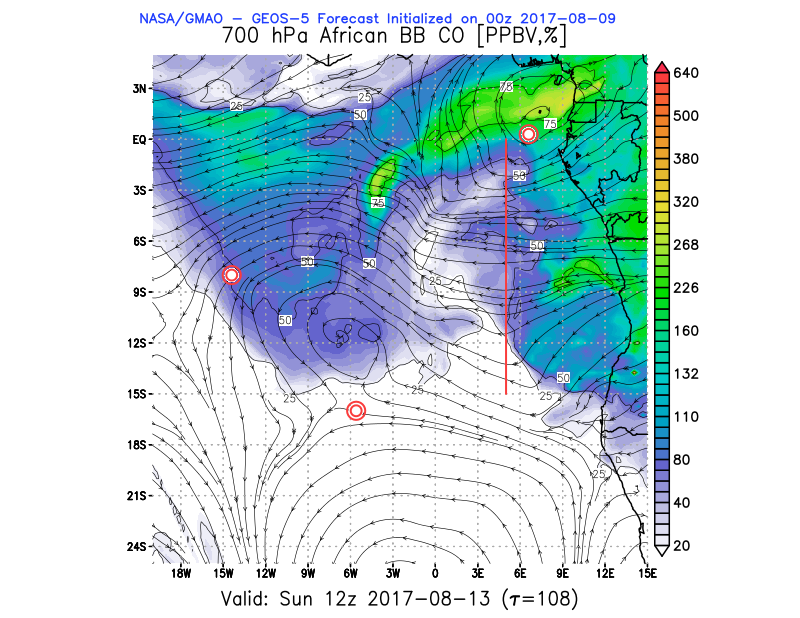 NASA/GMAO – GEOS–5 Forecast Initialized on 00z 2017–08–09
700 hPa African BB CO [PPBV,%]
3N
EQ
3S
6S
9S
12S
15S
18S
21S
24S
18W 15W 12W 9W 6W 3W 0 3E 6E 9E 12E 15E
25
25
50
75
75
50
75
50
50
50
25
50
50
25
25
25
25
640
500
380
320
268
226
160
132
110
80
40
20
Valid: Sun 12z 2017–08–13 (τ=108)